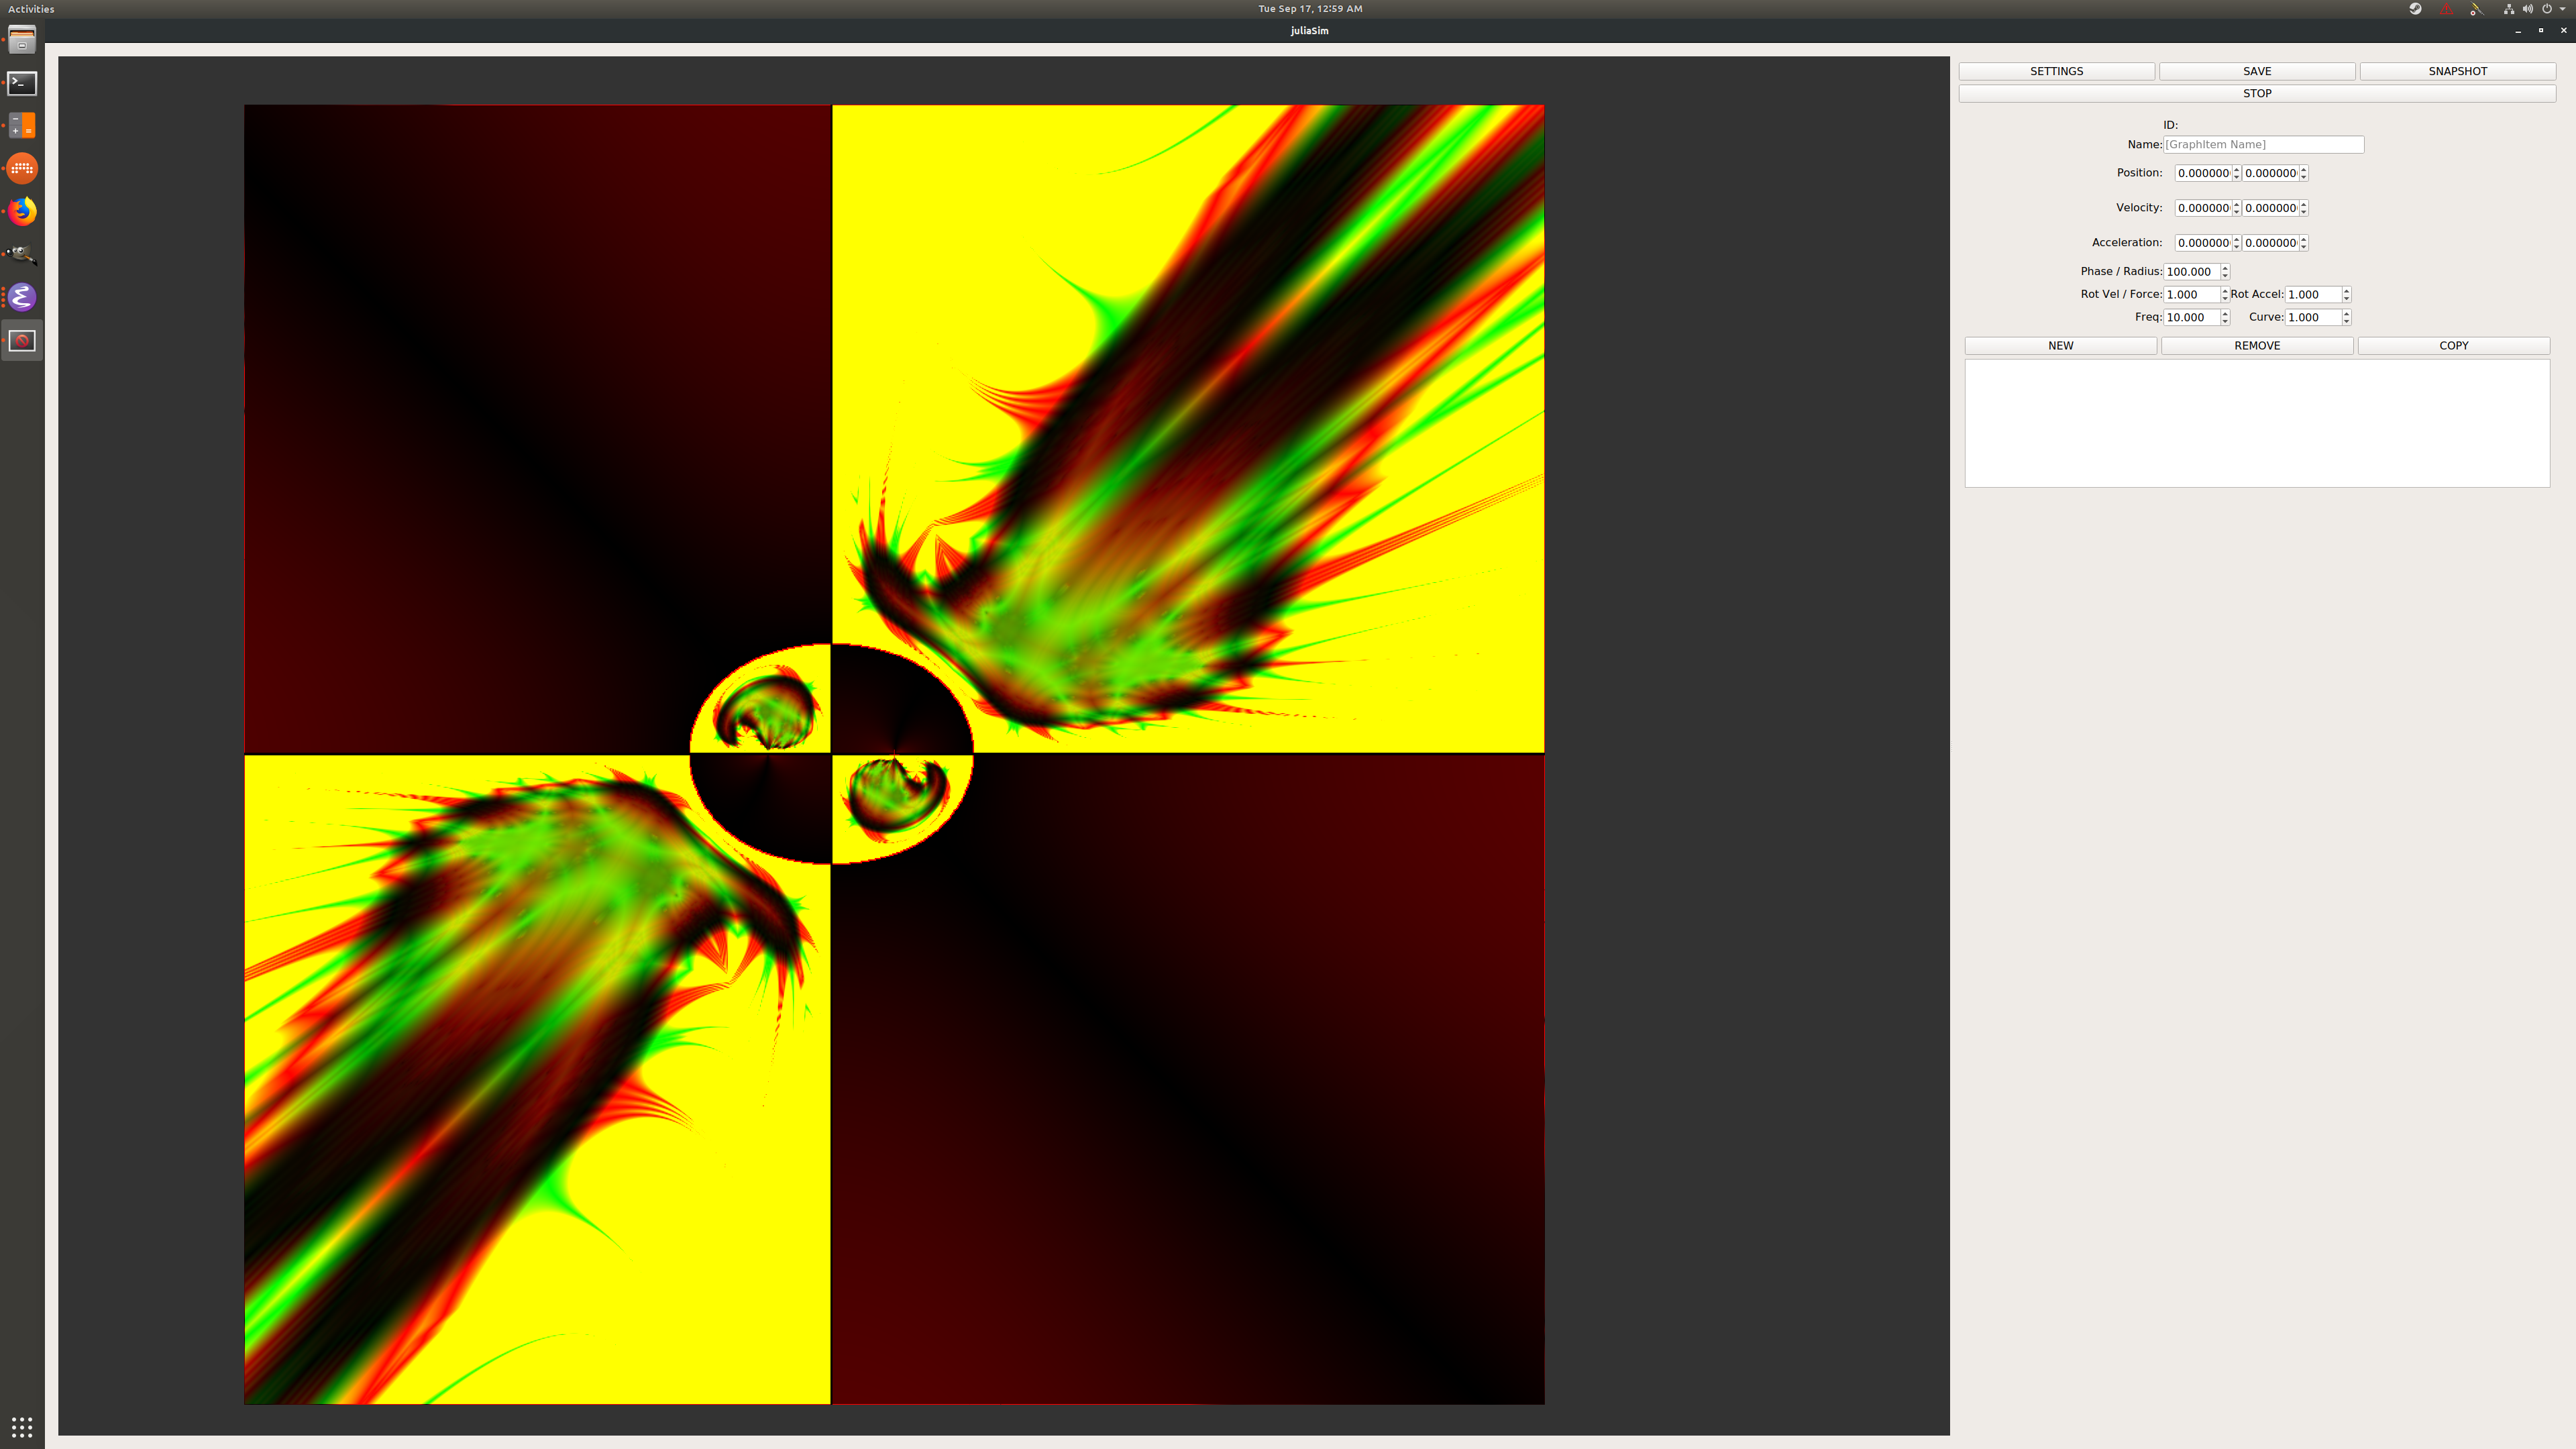 Activities
Tue Sep 17, 12:59 AM
juliaSim
SETTINGS SAVE SNAPSHOT
STOP
ID:
Name: [GraphItem Name]
Position: 0.000000 0.000000
Velocity: 0.000000 0.000000
Acceleration: 0.000000 0.000000
Phase / Radius: 100.000
Rot Vel / Force: 1.000 Rot Accel: 1.000
Freq: 10.000 Curve: 1.000
NEW REMOVE COPY